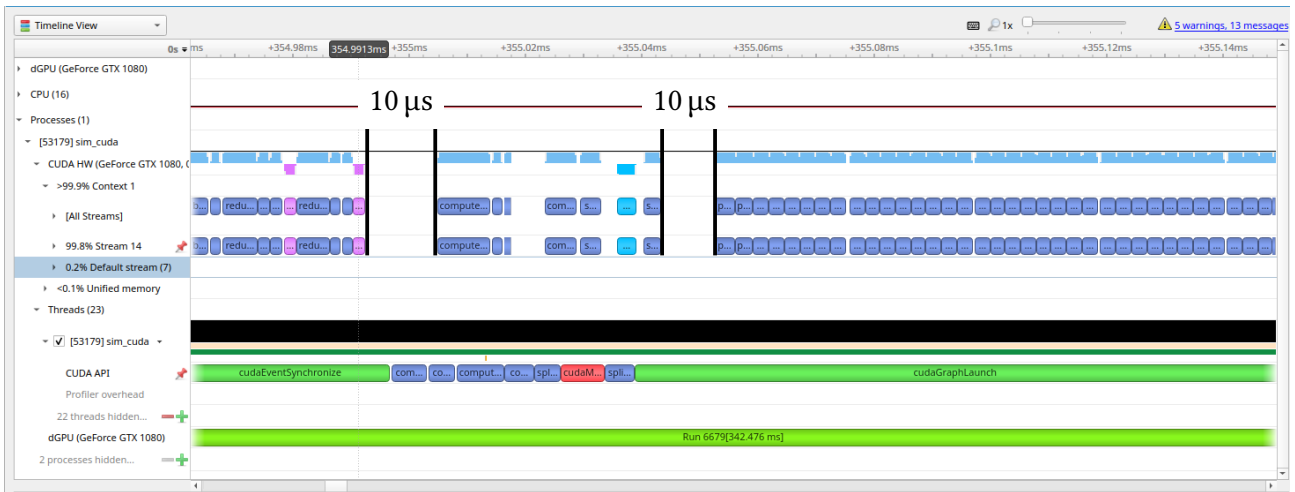 Timeline View
1x
5 warnings, 13 messages
0s
ms +354.98ms 354.9913ms +355ms +355.02ms +355.04ms +355.06ms +355.08ms +355.1ms +355.12ms +355.14ms
dGPU (GeForce GTX 1080)
CPU (16)
10 µs 10 µs
Processes (1)
[53179] sim_cuda
CUDA HW (GeForce GTX 1080, 0
>99.9% Context 1
[All Streams]
redu... ... redu... ... compute... com... s... ... s... p... p... ... ... ... ... ... ... ... ... ... ... ... ... ... ... ... ... ... ... ... ... ... ...
99.8% Stream 14
redu... ... redu... ... compute... com... s... ... s... p... p... ... ... ... ... ... ... ... ... ... ... ... ... ... ... ... ... ... ... ... ... ... ...
0.2% Default stream (7)
<0.1% Unified memory
Threads (23)
[53179] sim_cuda
CUDA API
cudaEventSynchronize com... co... comput... co... spl... cudaM... spli... cudaGraphLaunch
Profiler overhead
22 threads hidden...
dGPU (GeForce GTX 1080)
Run 6679[342.476 ms]
2 processes hidden...